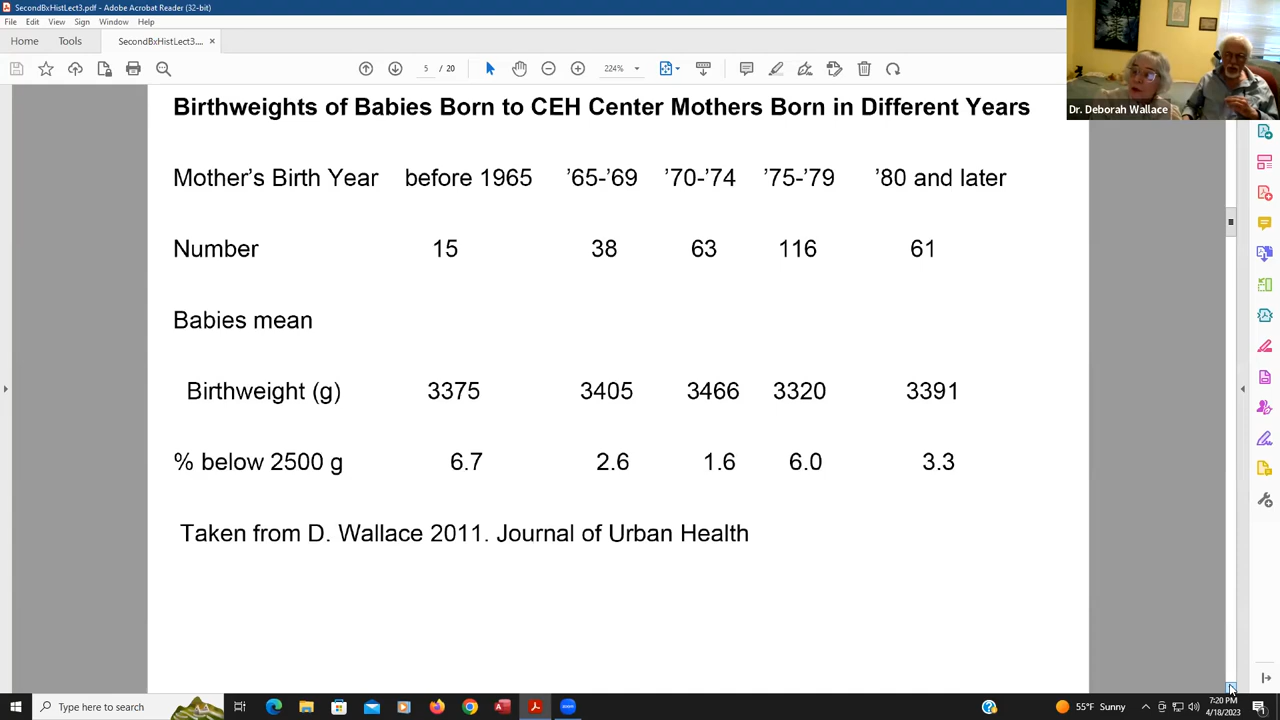 SecondBxHistLect3.pdf - Adobe Acrobat Reader (32-bit)
File Edit View Sign Window Help
Home Tools SecondBxHistLect3.... ×
5 20 224%
Dr. Deborah Wallace
Birthweights of Babies Born to CEH Center Mothers Born in Different Years
Mother’s Birth Year before 1965 ’65-’69 ’70-’74 ’75-’79 ’80 and later
Number 15 38 63 116 61
Babies mean
Birthweight (g) 3375 3405 3466 3320 3391
% below 2500 g 6.7 2.6 1.6 6.0 3.3
Taken from D. Wallace 2011. Journal of Urban Health
Type here to search
55°F Sunny
7:20 PM
4/18/2023